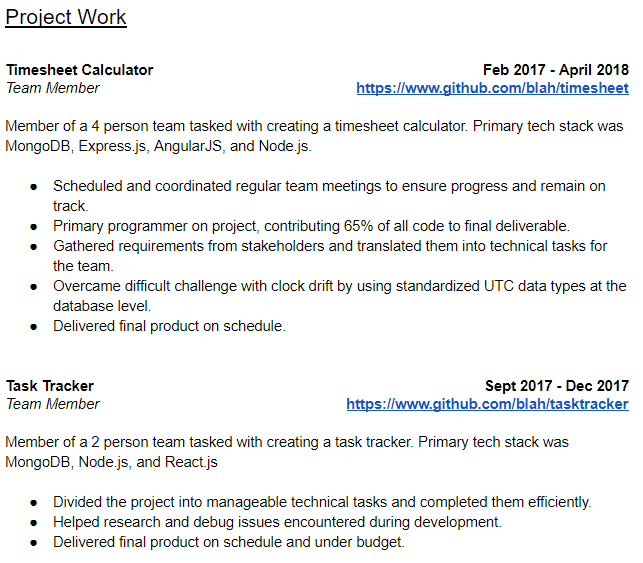 Project Work
Timesheet Calculator Feb 2017 - April 2018
Team Member https://www.github.com/blah/timesheet
Member of a 4 person team tasked with creating a timesheet calculator. Primary tech stack was
MongoDB, Express.js, AngularJS, and Node.js.
● Scheduled and coordinated regular team meetings to ensure progress and remain on
track.
● Primary programmer on project, contributing 65% of all code to final deliverable.
● Gathered requirements from stakeholders and translated them into technical tasks for
the team.
● Overcame difficult challenge with clock drift by using standardized UTC data types at the
database level.
● Delivered final product on schedule.
Task Tracker Sept 2017 - Dec 2017
Team Member https://www.github.com/blah/tasktracker
Member of a 2 person team tasked with creating a task tracker. Primary tech stack was
MongoDB, Node.js, and React.js
● Divided the project into manageable technical tasks and completed them efficiently.
● Helped research and debug issues encountered during development.
● Delivered final product on schedule and under budget.